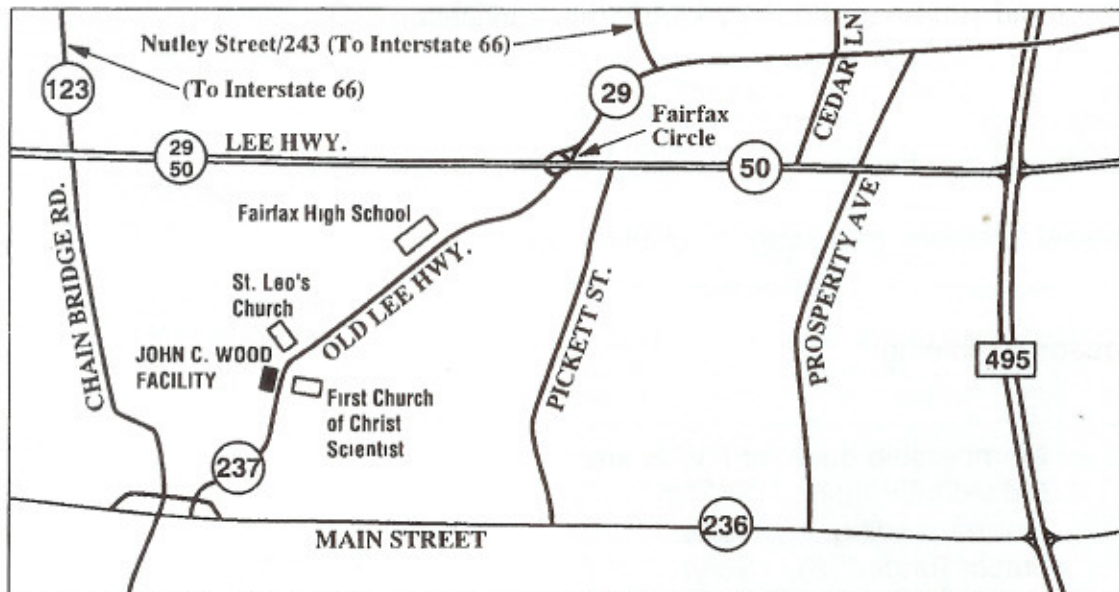 Nutley Street/243 (To Interstate 66)
CEDAR LN
123
(To Interstate 66)
29
Fairfax
Circle
29
50
LEE HWY.
50
Fairfax High School
CHAIN BRIDGE RD.
OLD LEE HWY.
PICKETT ST.
PROSPERITY AVE
St. Leo's
Church
JOHN C. WOOD
FACILITY
495
First Church
of Christ
Scientist
237
236
MAIN STREET